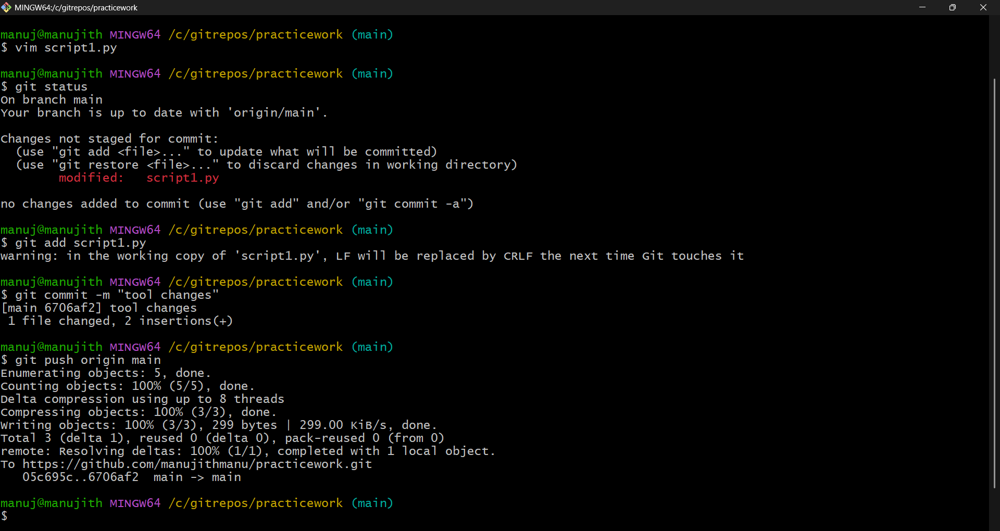 MINGW64:/c/gitrepos/practicework
manuj@manujith MINGW64 /c/gitrepos/practicework (main)
$ vim script1.py
manuj@manujith MINGW64 /c/gitrepos/practicework (main)
$ git status
On branch main
Your branch is up to date with 'origin/main'.
Changes not staged for commit:
  (use "git add <file>..." to update what will be committed)
  (use "git restore <file>..." to discard changes in working directory)
        modified:   script1.py
no changes added to commit (use "git add" and/or "git commit -a")
manuj@manujith MINGW64 /c/gitrepos/practicework (main)
$ git add script1.py
warning: in the working copy of 'script1.py', LF will be replaced by CRLF the next time Git touches it
manuj@manujith MINGW64 /c/gitrepos/practicework (main)
$ git commit -m "tool changes"
[main 6706af2] tool changes
 1 file changed, 2 insertions(+)
manuj@manujith MINGW64 /c/gitrepos/practicework (main)
$ git push origin main
Enumerating objects: 5, done.
Counting objects: 100% (5/5), done.
Delta compression using up to 8 threads
Compressing objects: 100% (3/3), done.
Writing objects: 100% (3/3), 299 bytes | 299.00 KiB/s, done.
Total 3 (delta 1), reused 0 (delta 0), pack-reused 0 (from 0)
remote: Resolving deltas: 100% (1/1), completed with 1 local object.
To https://github.com/manujithmanu/practicework.git
   05c695c..6706af2  main -> main
manuj@manujith MINGW64 /c/gitrepos/practicework (main)
$